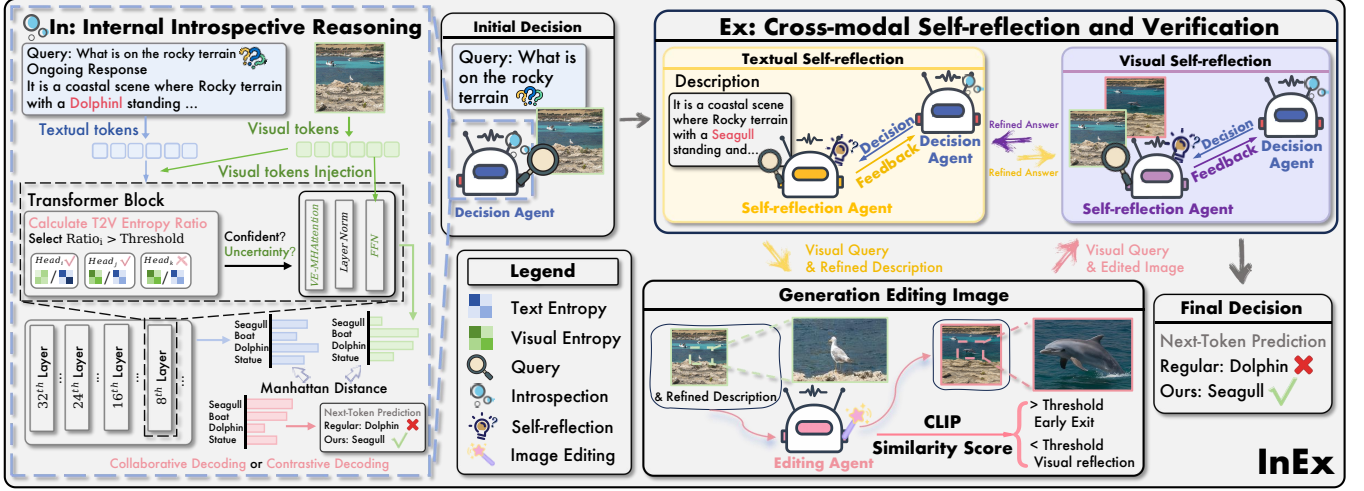 In: Internal Introspective Reasoning
Query: What is on the rocky terrain
Ongoing Response
It is a coastal scene where Rocky terrain
with a Dolphinl standing ...
Textual tokens
Visual tokens
Visual tokens Injection
Transformer Block
Calculate T2V Entropy Ratio
Select Ratio_i > Threshold
Head_i
Head_j
Head_k
Confident?
Uncertainty?
VE-MHAttention
Layer Norm
FFN
32th Layer
...
24th Layer
...
16th Layer
...
8th Layer
...
Seagull
Boat
Dolphin
Statue
Seagull
Boat
Dolphin
Statue
Manhattan Distance
Seagull
Boat
Dolphin
Statue
Next-Token Prediction
Regular: Dolphin
Ours: Seagull
Collaborative Decoding or Contrastive Decoding
Initial Decision
Query: What
is on the rocky
terrain
Decision Agent
Legend
Text Entropy
Visual Entropy
Query
Introspection
Self-reflection
Image Editing
Ex: Cross-modal Self-reflection and Verification
Textual Self-reflection
Description
It is a coastal scene
where Rocky terrain
with a Seagull
standing and...
Decision
Feedback
Decision
Agent
Self-reflection Agent
Refined Answer
Refined Answer
Visual Self-reflection
Decision
Feedback
Decision
Agent
Self-reflection Agent
Visual Query
& Refined Description
Visual Query
& Edited Image
Generation Editing Image
& Refined Description
Editing Agent
CLIP
Similarity Score
> Threshold
Early Exit
< Threshold
Visual reflection
Final Decision
Next-Token Prediction
Regular: Dolphin
Ours: Seagull
InEx